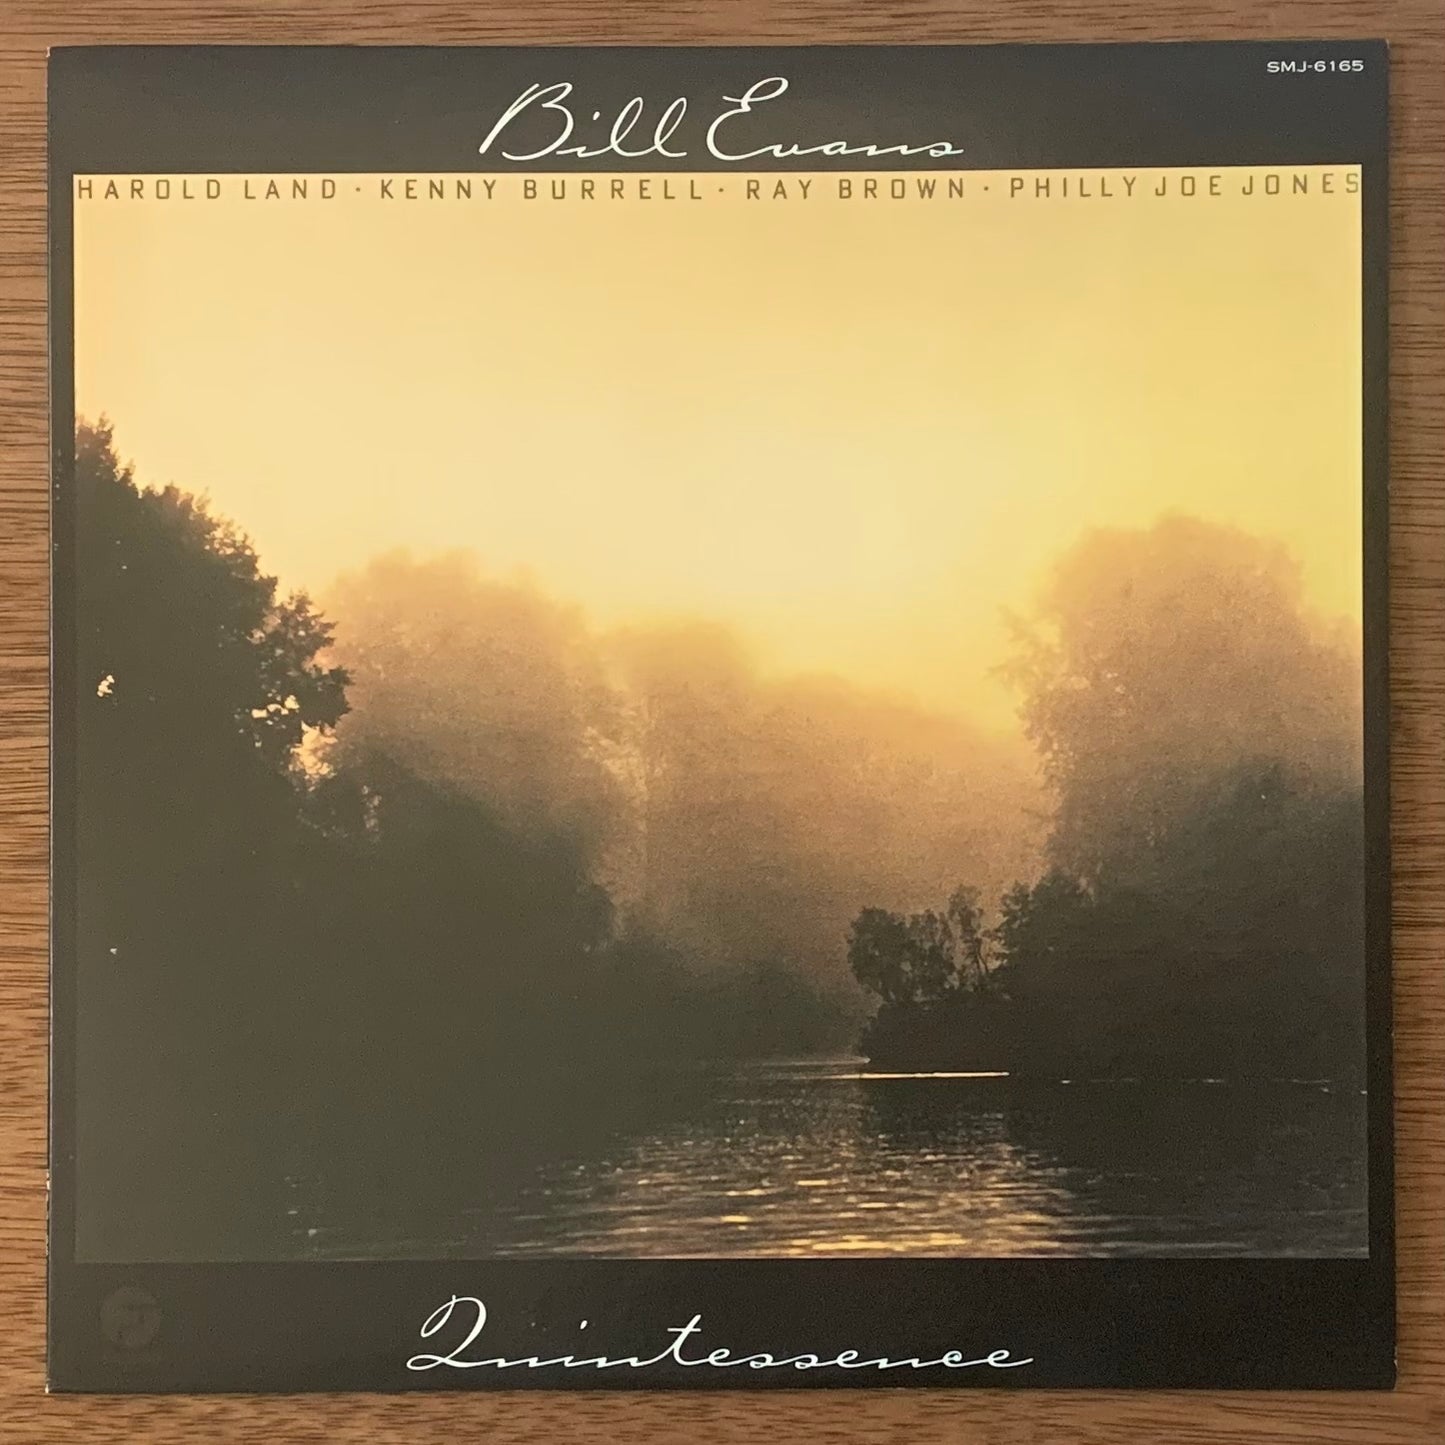 SMJ-6165
Bill Evans
HAROLD LAND · KENNY BURRELL · RAY BROWN · PHILLY JOE JONES
Quintessence